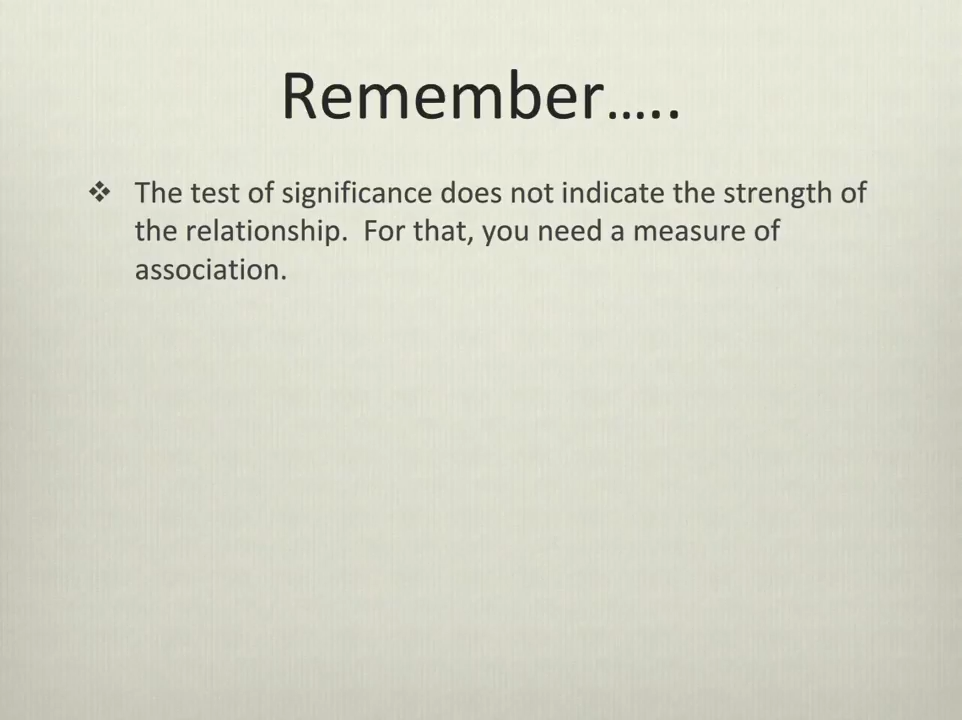 Remember…..
❖ The test of significance does not indicate the strength of
the relationship.  For that, you need a measure of
association.